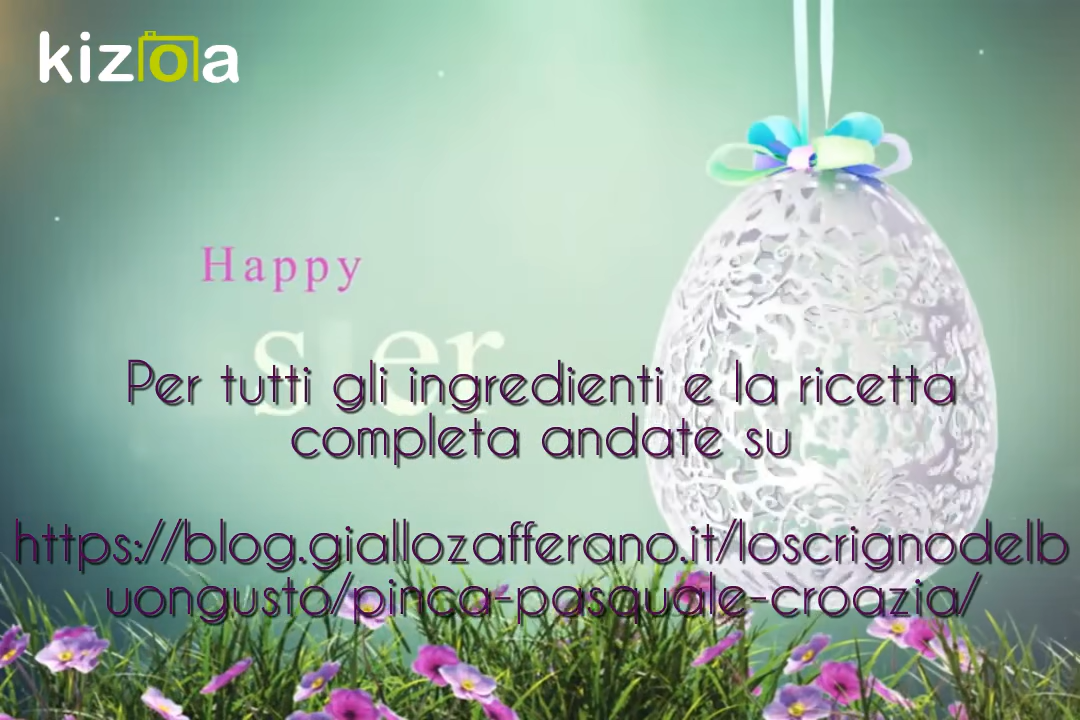 kizoa
Happy
s er
Per tutti gli ingredienti e la ricetta
completa andate su
https://blog.giallozafferano.it/loscrignodelb
uongusto/pinca-pasquale-croazia/